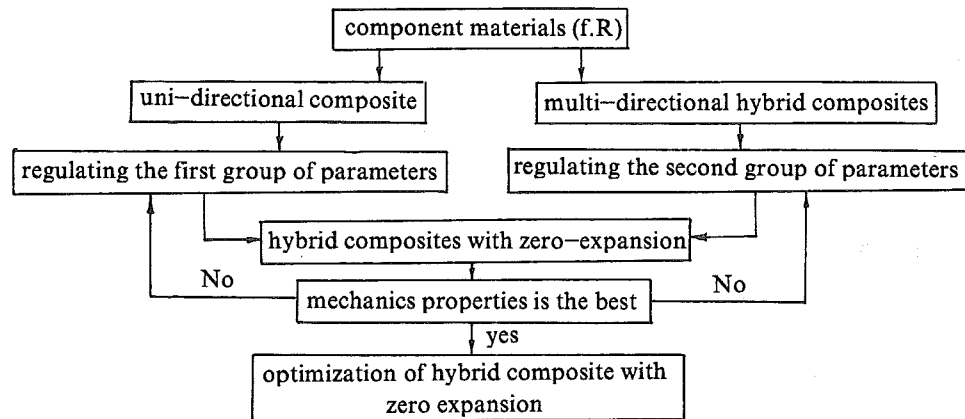 component materials (f.R)
uni-directional composite
multi-directional hybrid composites
regulating the first group of parameters
regulating the second group of parameters
hybrid composites with zero-expansion
No
mechanics properties is the best
No
yes
optimization of hybrid composite with
zero expansion